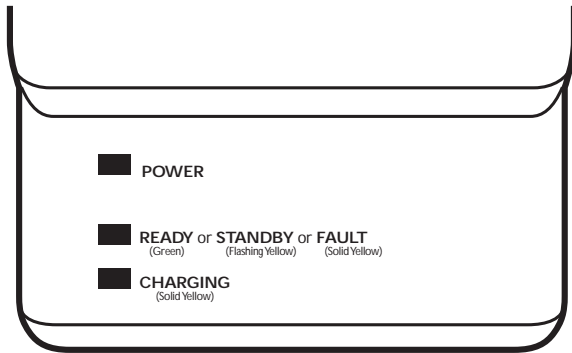 POWER
READY or STANDBY or FAULT
(Green) (Flashing Yellow) (Solid Yellow)
CHARGING
(Solid Yellow)